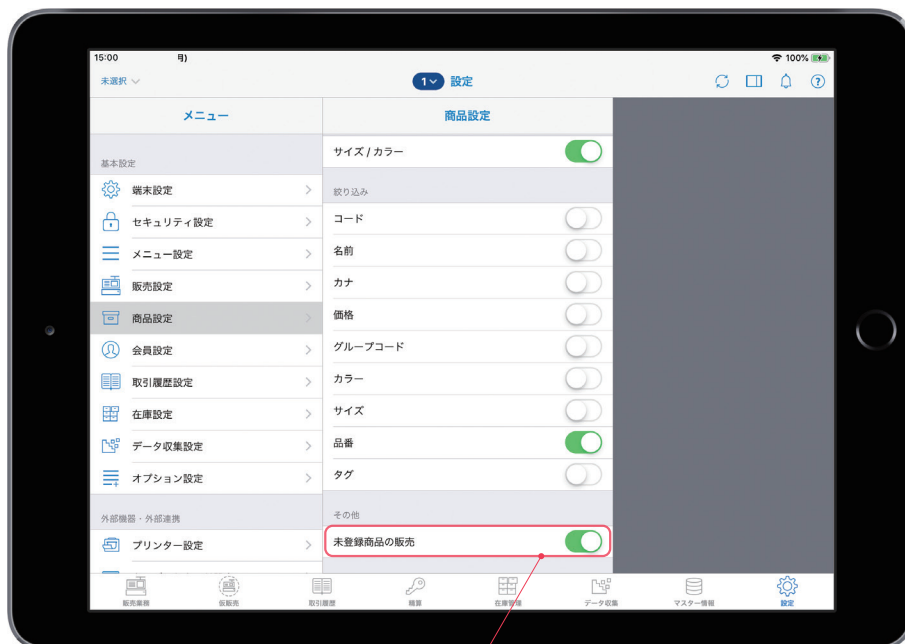 15:00 月) 100%
未選択 1 設定
メニュー
基本設定
端末設定
セキュリティ設定
メニュー設定
販売設定
商品設定
会員設定
取引履歴設定
在庫設定
データ収集設定
オプション設定
外部機器・外部連携
プリンター設定
商品設定
サイズ / カラー
絞り込み
コード
名前
カナ
価格
グループコード
カラー
サイズ
品番
タグ
その他
未登録商品の販売
販売業務 仮販売 取引履歴 精算 在庫管理 データ収集 マスター情報 設定